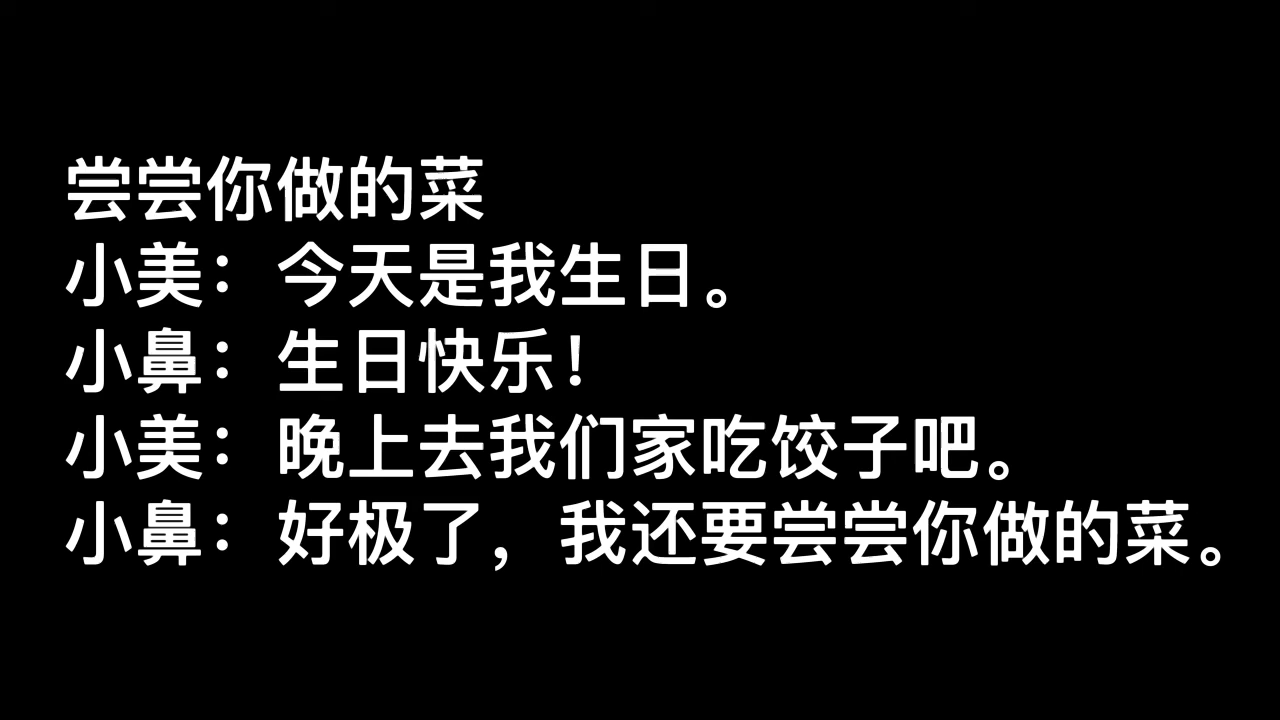 尝尝你做的菜
小美：今天是我生日。
小鼻：生日快乐！
小美：晚上去我们家吃饺子吧。
小鼻：好极了，我还要尝尝你做的菜。